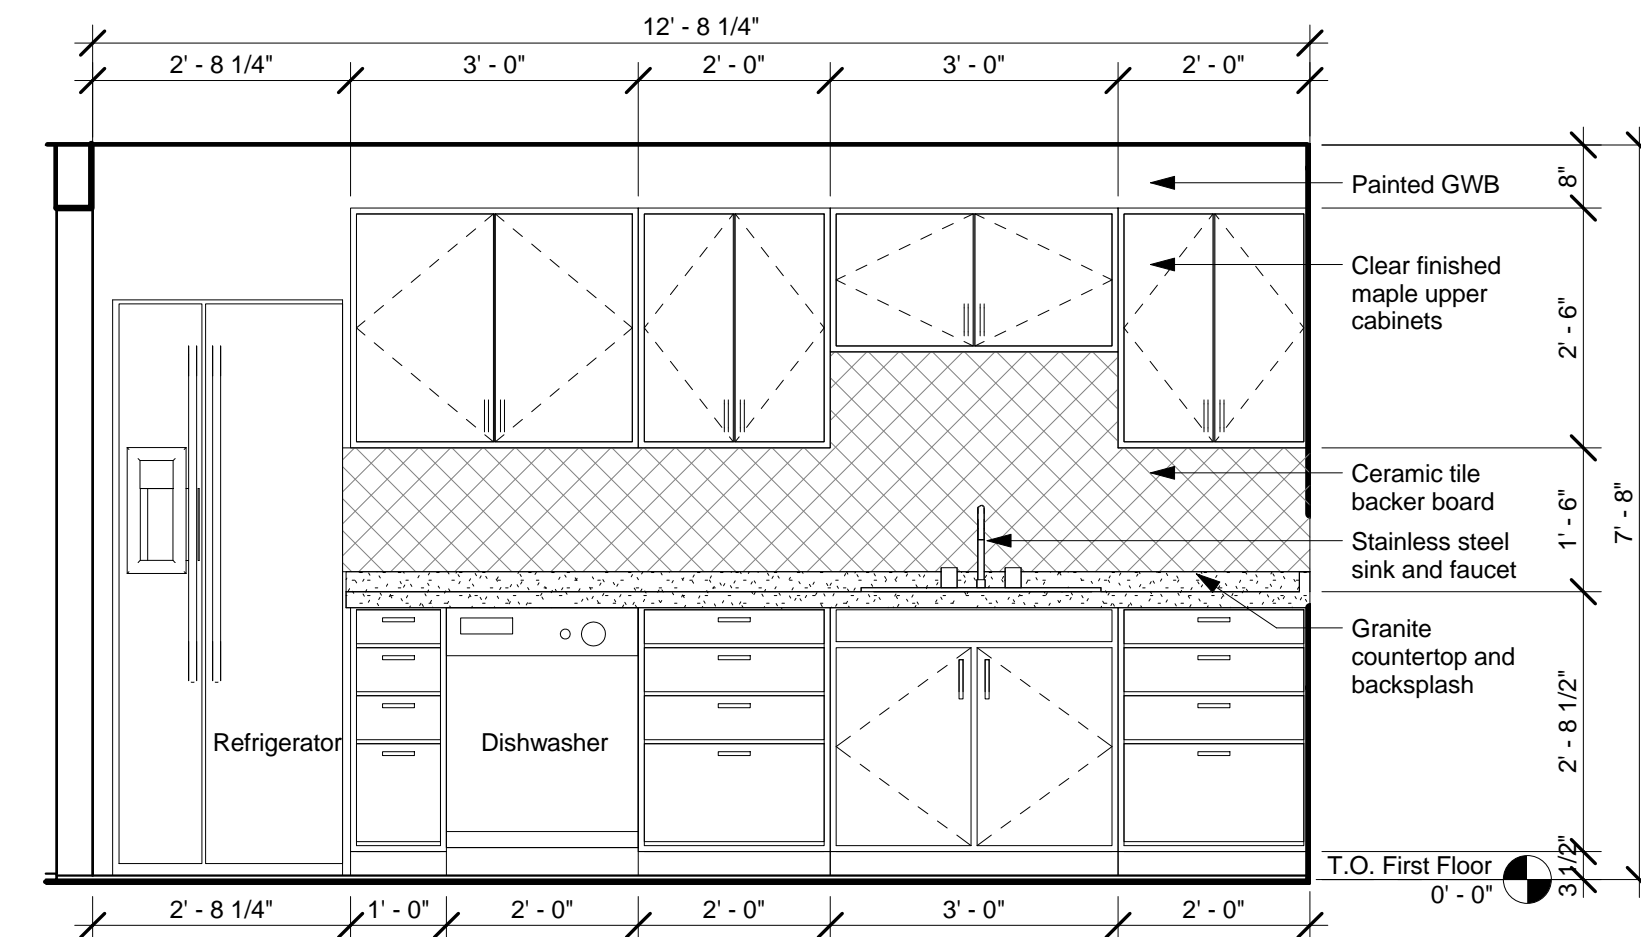 12' - 8 1/4"
2' - 8 1/4"
3' - 0"
2' - 0"
3' - 0"
2' - 0"
Painted GWB
8"
Clear finished
maple upper
cabinets
2' - 6"
Ceramic tile
backer board
1' - 6"
7' - 8"
Stainless steel
sink and faucet
Granite
countertop and
backsplash
2' - 8 1/2"
Refrigerator
Dishwasher
T.O. First Floor
0' - 0"
3 1/2"
2' - 8 1/4"
1' - 0"
2' - 0"
2' - 0"
3' - 0"
2' - 0"